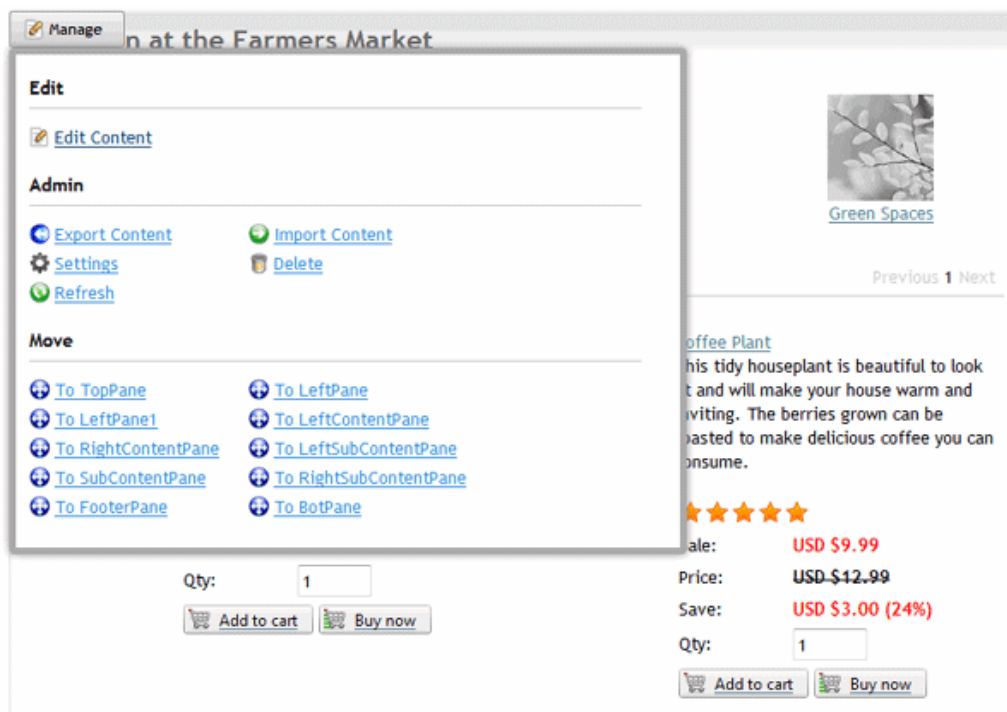 Manage
n at the Farmers Market
Edit
Edit Content
Admin
Export Content Import Content
Settings Delete
Refresh
Move
To TopPane To LeftPane
To LeftPane1 To LeftContentPane
To RightContentPane To LeftSubContentPane
To SubContentPane To RightSubContentPane
To FooterPane To BotPane
Qty: 1
Add to cart Buy now
Green Spaces
Previous 1 Next
offee Plant
his tidy houseplant is beautiful to look
t and will make your house warm and
nviting. The berries grown can be
oasted to make delicious coffee you can
onsume.
ale: USD $9.99
Price: USD $12.99
Save: USD $3.00 (24%)
Qty: 1
Add to cart Buy now